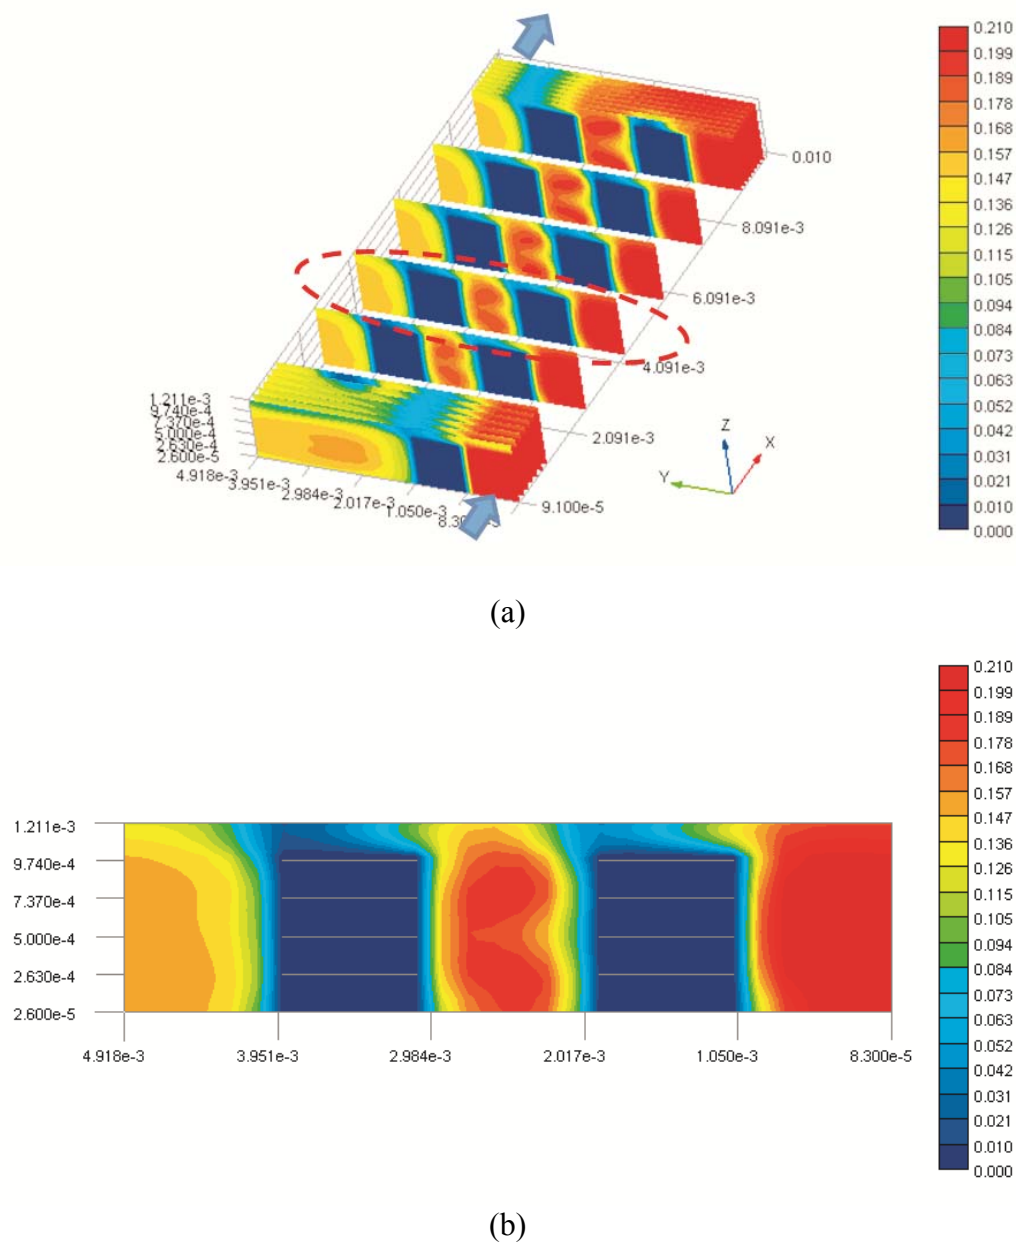 0.210
0.199
0.189
0.178
0.168
0.157
0.147
0.136
0.126
0.115
0.105
0.094
0.084
0.073
0.063
0.052
0.042
0.031
0.021
0.010
0.000
0.010
8.091e-3
6.091e-3
4.091e-3
2.091e-3
9.100e-5
1.211e-3
9.740e-4
7.370e-4
5.000e-4
2.630e-4
2.600e-5
4.918e-3
3.951e-3
2.984e-3
2.017e-3
1.050e-3
Z
X
Y
(a)
0.210
0.199
0.189
0.178
0.168
0.157
0.147
0.136
0.126
0.115
0.105
0.094
0.084
0.073
0.063
0.052
0.042
0.031
0.021
0.010
0.000
1.211e-3
9.740e-4
7.370e-4
5.000e-4
2.630e-4
2.600e-5
4.918e-3 3.951e-3 2.984e-3 2.017e-3 1.050e-3 8.300e-5
(b)